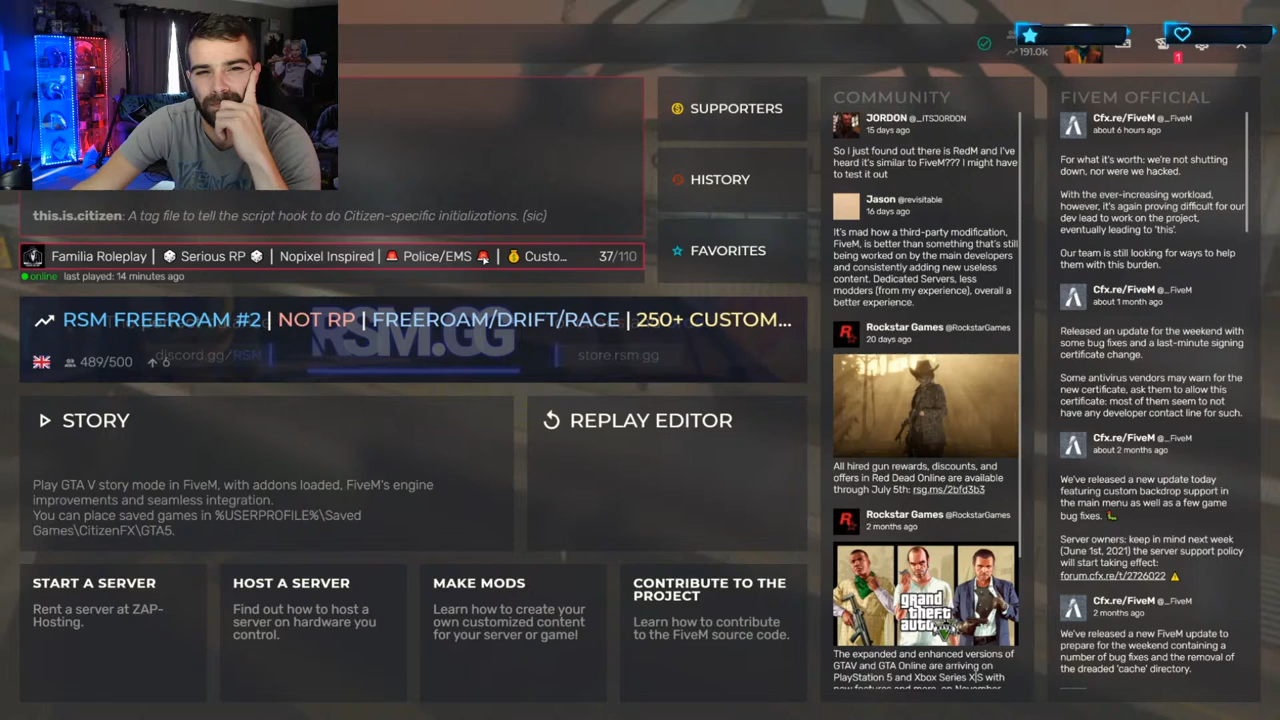 191.0k
1
this.is.citizen: A tag file to tell the script hook to do Citizen-specific initializations. (sic)
Familia Roleplay | Serious RP | Nopixel Inspired | Police/EMS | Custo... 37/110
online last played: 14 minutes ago
RSM FREEROAM #2 | NOT RP | FREEROAM/DRIFT/RACE | 250+ CUSTOM...
RSM.GG
discord.gg/RSM
store.rsm.gg
489/500 6
STORY
Play GTA V story mode in FiveM, with addons loaded, FiveM's engine
improvements and seamless integration.
You can place saved games in %USERPROFILE%\Saved
Games\CitizenFX\GTA5.
REPLAY EDITOR
START A SERVER
Rent a server at ZAP-
Hosting.
HOST A SERVER
Find out how to host a
server on hardware you
control.
MAKE MODS
Learn how to create your
own customized content
for your server or game!
CONTRIBUTE TO THE
PROJECT
Learn how to contribute
to the FiveM source code.
SUPPORTERS
HISTORY
FAVORITES
COMMUNITY
JORDON @_ITSJORDON
15 days ago
So I just found out there is RedM and I've
heard it's similar to FiveM??? I might have
to test it out
Jason @revisitable
16 days ago
It's mad how a third-party modification,
FiveM, is better than something that's still
being worked on by the main developers
and consistently adding new useless
content. Dedicated Servers, less
modders (from my experience), overall a
better experience.
Rockstar Games @RockstarGames
20 days ago
All hired gun rewards, discounts, and
offers in Red Dead Online are available
through July 5th: rsg.ms/2bfd3b3
Rockstar Games @RockstarGames
2 months ago
grand
theft
auto
V
The expanded and enhanced versions of
GTAV and GTA Online are arriving on
PlayStation 5 and Xbox Series X|S with
new features and more, on November
FIVEM OFFICIAL
Cfx.re/FiveM @_FiveM
about 6 hours ago
For what it's worth: we're not shutting
down, nor were we hacked.
With the ever-increasing workload,
however, it's again proving difficult for our
dev lead to work on the project,
eventually leading to 'this'.
Our team is still looking for ways to help
them with this burden.
Cfx.re/FiveM @_FiveM
about 1 month ago
Released an update for the weekend with
some bug fixes and a last-minute signing
certificate change.
Some antivirus vendors may warn for the
new certificate, ask them to allow this
certificate: most of them seem to not
have any developer contact line for such.
Cfx.re/FiveM @_FiveM
about 2 months ago
We've released a new update today
featuring custom backdrop support in
the main menu as well as a few game
bug fixes.
Server owners: keep in mind next week
(June 1st, 2021) the server support policy
will start taking effect:
forum.cfx.re/t/2726022
Cfx.re/FiveM @_FiveM
2 months ago
We've released a new FiveM update to
prepare for the weekend containing a
number of bug fixes and the removal of
the dreaded 'cache' directory.